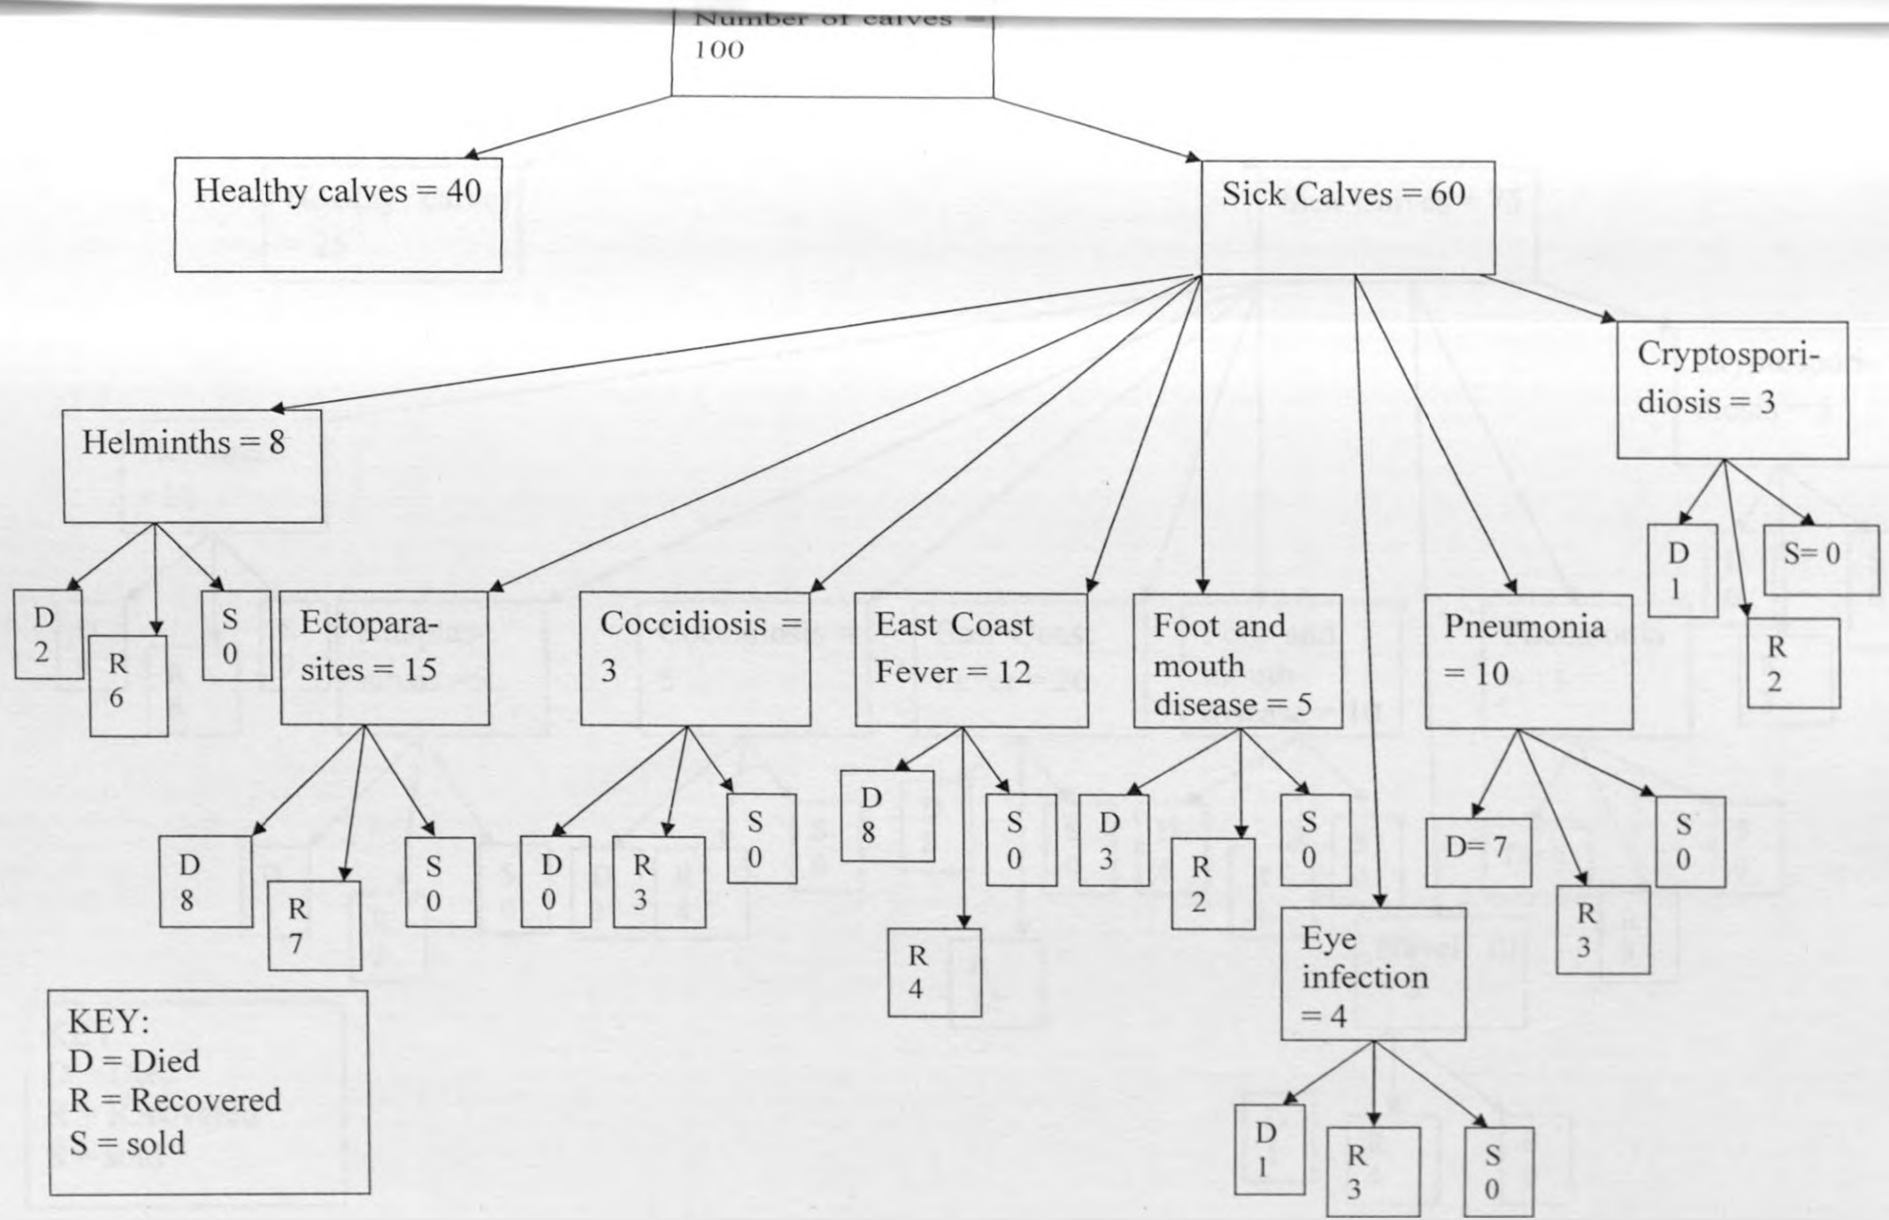 Number of calves =
100
Healthy calves = 40
Sick Calves = 60
Cryptospori-
diosis = 3
Helminths = 8
D
1
S= 0
R
2
D
2
R
6
S
0
Ectopara-
sites = 15
Coccidiosis =
3
East Coast
Fever = 12
Foot and
mouth
disease = 5
Pneumonia
= 10
D
8
R
7
S
0
D
0
R
3
S
0
D
8
R
4
S
0
D
3
R
2
S
0
D= 7
R
3
S
0
Eye
infection
= 4
D
1
R
3
S
0
KEY:
D = Died
R = Recovered
S = sold